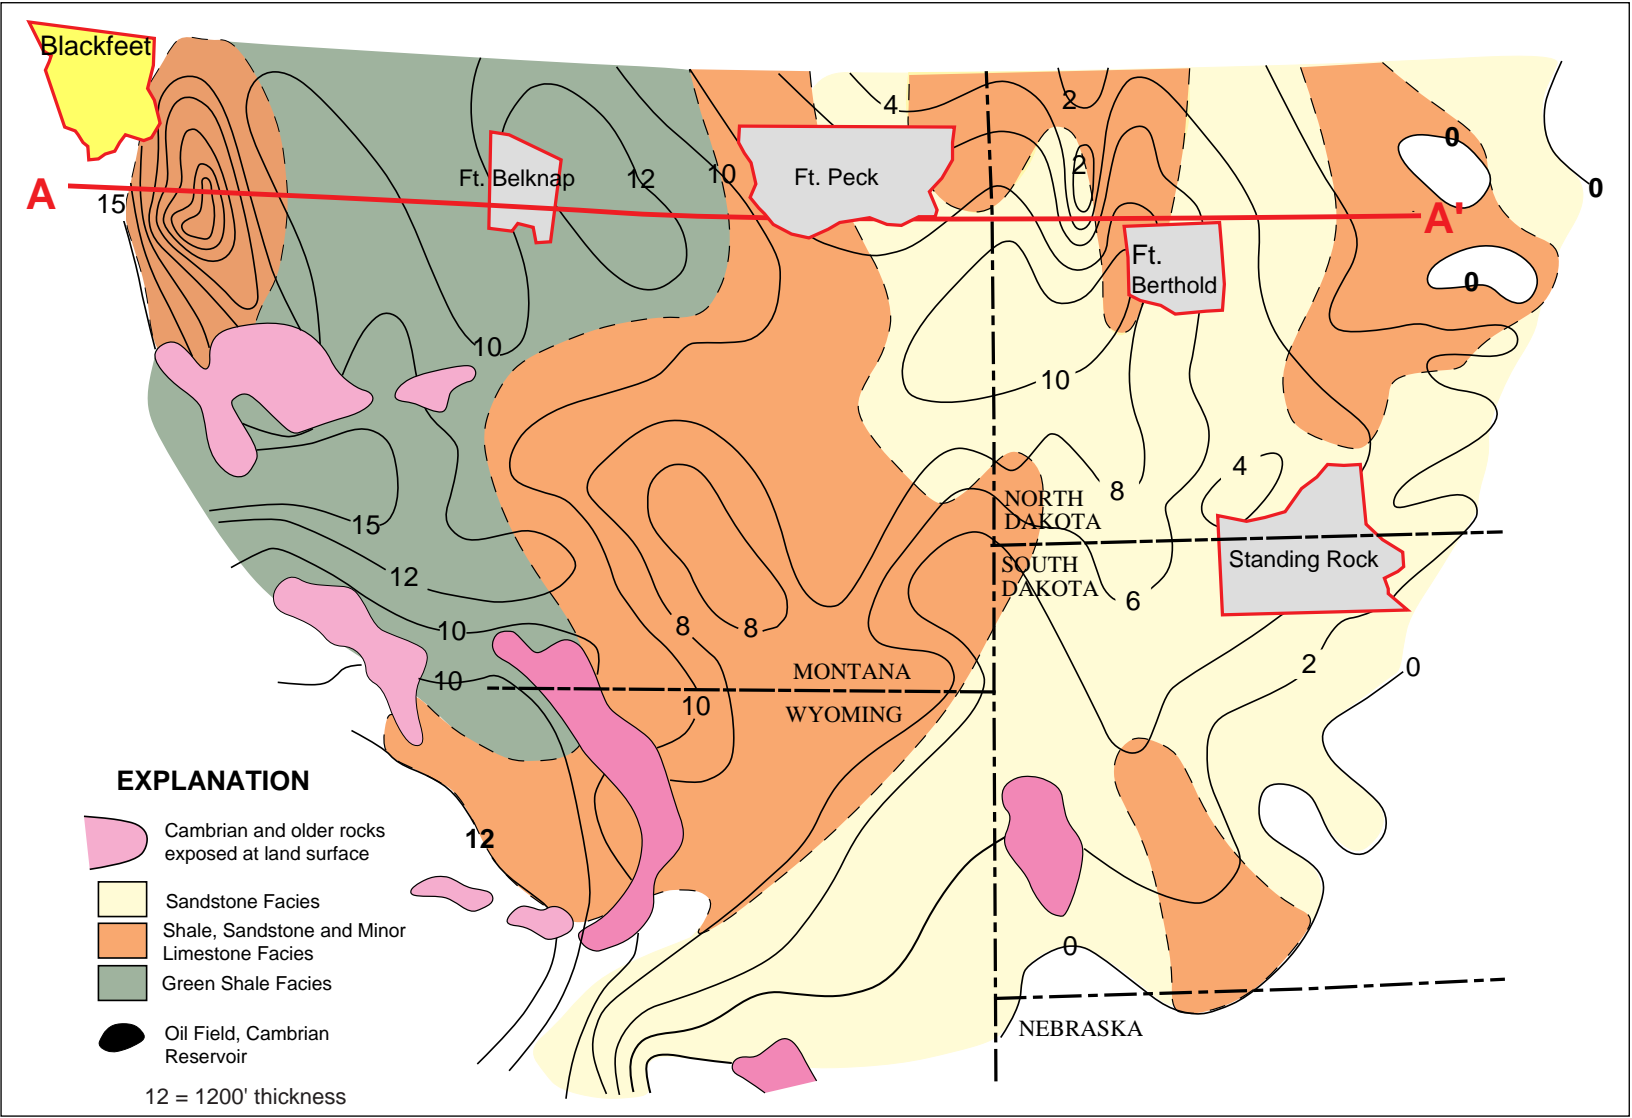 Blackfeet
4
2
0
Ft. Belknap
12
10
Ft. Peck
2
0
A
15
A'
Ft.
Berthold
0
10
10
4
8
15
NORTH
DAKOTA
12
SOUTH
DAKOTA
Standing Rock
6
10
8
8
2
0
10
MONTANA
10
WYOMING
EXPLANATION
12
Cambrian and older rocks
exposed at land surface
Sandstone Facies
Shale, Sandstone and Minor
Limestone Facies
0
Green Shale Facies
Oil Field, Cambrian
Reservoir
NEBRASKA
12 = 1200' thickness